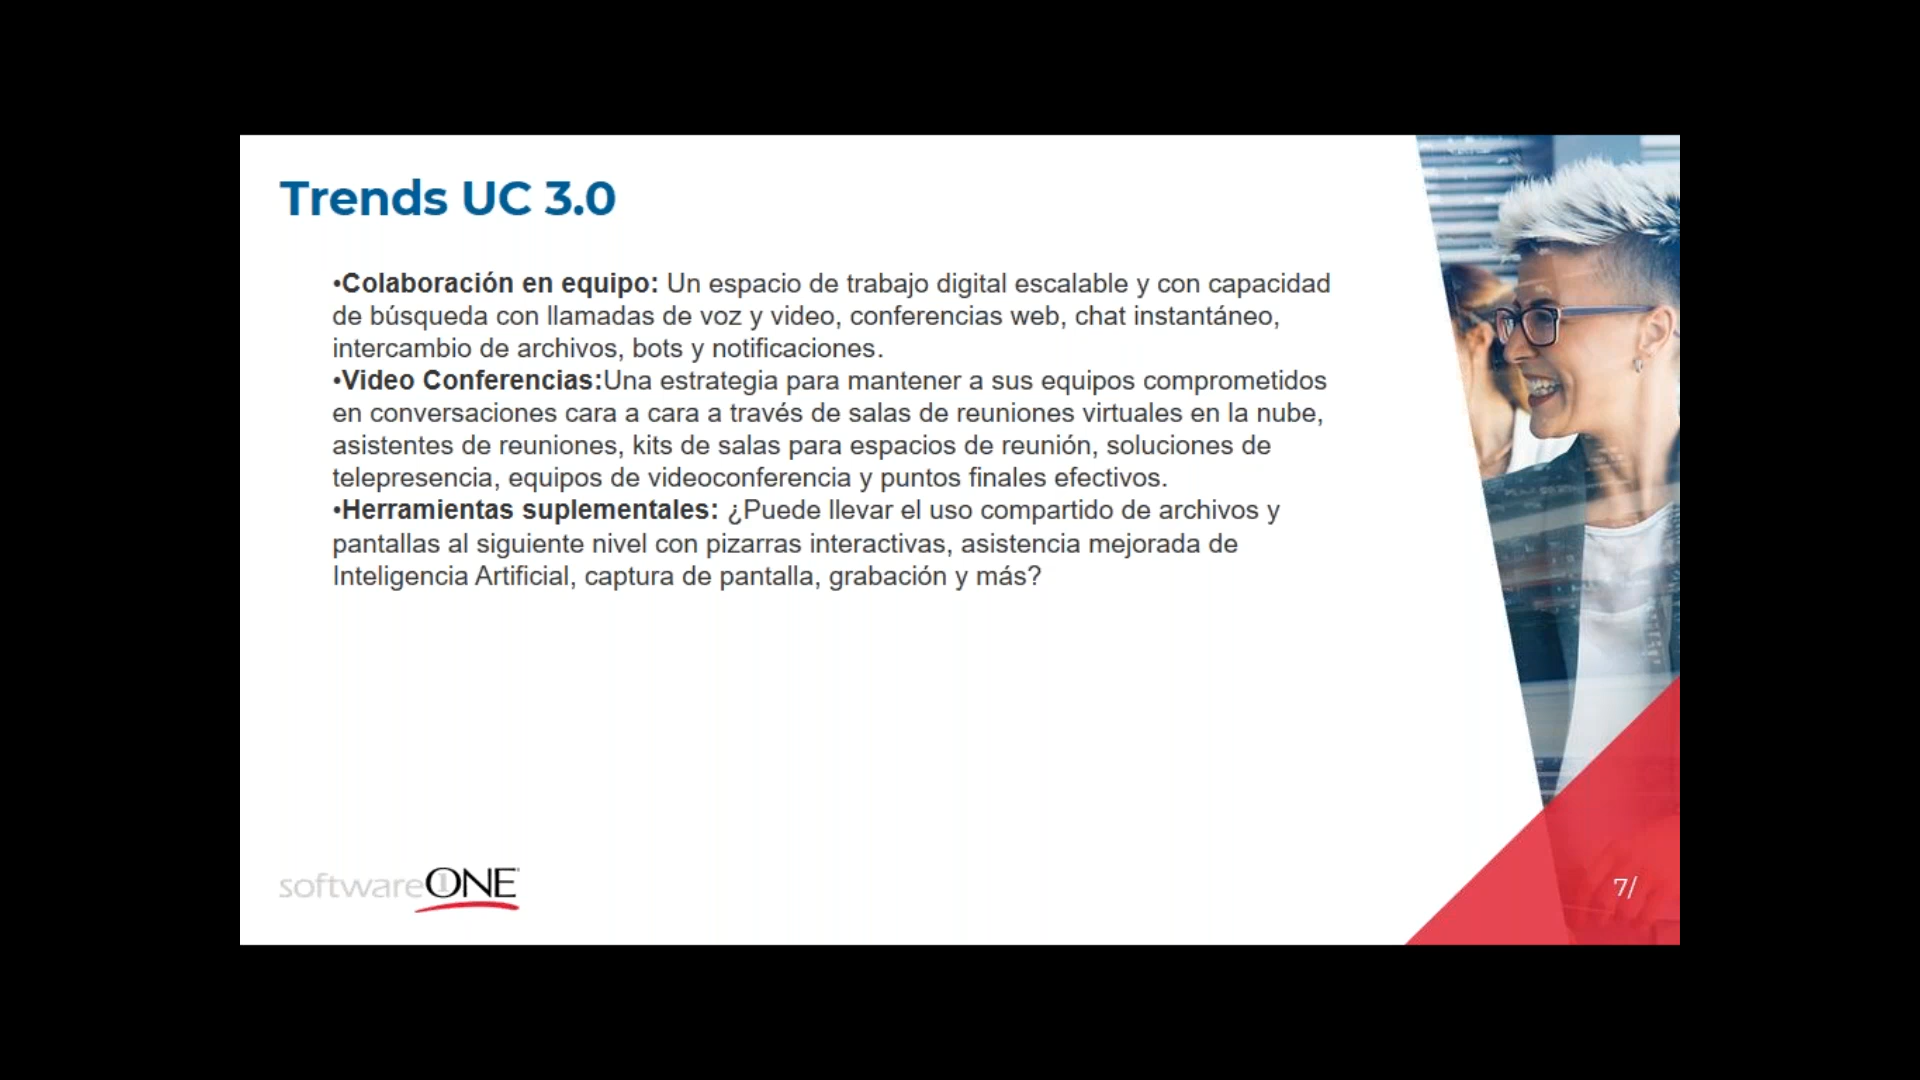 Trends UC 3.0
•Colaboración en equipo: Un espacio de trabajo digital escalable y con capacidad
de búsqueda con llamadas de voz y video, conferencias web, chat instantáneo,
intercambio de archivos, bots y notificaciones.
•Video Conferencias:Una estrategia para mantener a sus equipos comprometidos
en conversaciones cara a cara a través de salas de reuniones virtuales en la nube,
asistentes de reuniones, kits de salas para espacios de reunión, soluciones de
telepresencia, equipos de videoconferencia y puntos finales efectivos.
•Herramientas suplementales: ¿Puede llevar el uso compartido de archivos y
pantallas al siguiente nivel con pizarras interactivas, asistencia mejorada de
Inteligencia Artificial, captura de pantalla, grabación y más?
softwareONE
7/